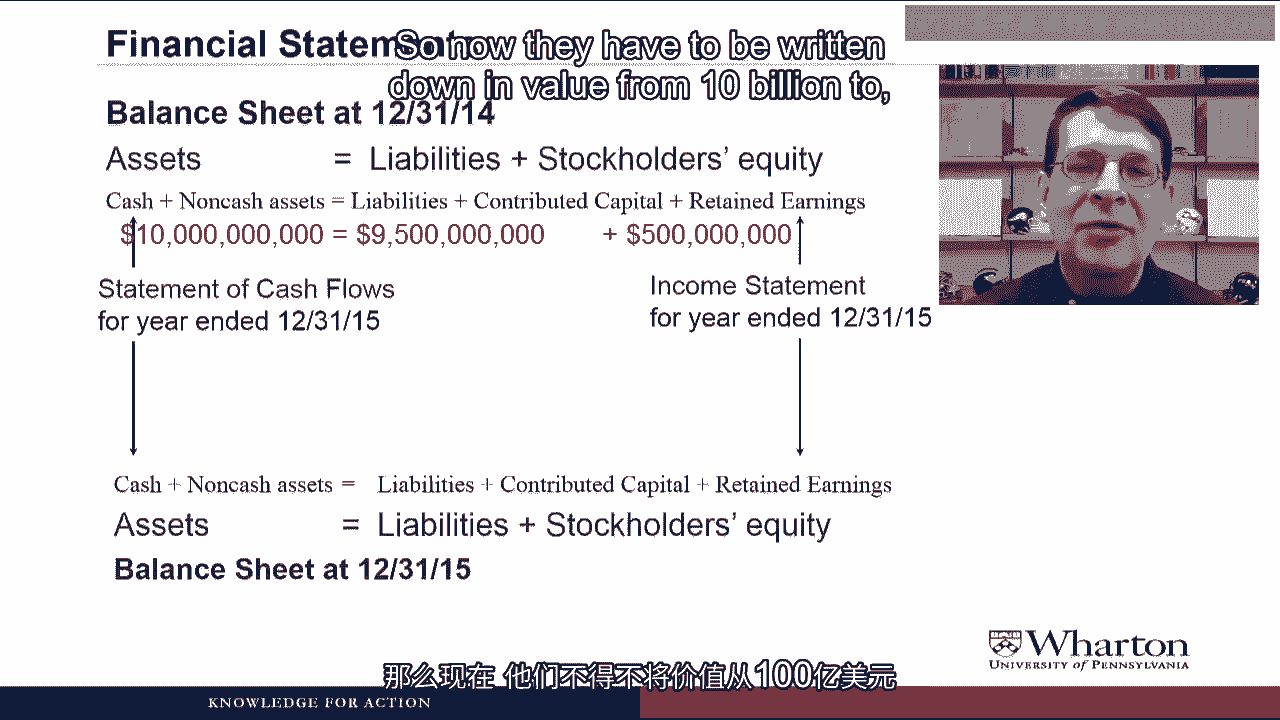 Financial Statements
So now they have to be written
down in value from 10 billion to,
Balance Sheet at 12/31/14
Assets = Liabilities + Stockholders’ equity
Cash + Noncash assets = Liabilities + Contributed Capital + Retained Earnings
$10,000,000,000 = $9,500,000,000 + $500,000,000
Statement of Cash Flows
for year ended 12/31/15
Income Statement
for year ended 12/31/15
Cash + Noncash assets = Liabilities + Contributed Capital + Retained Earnings
Assets = Liabilities + Stockholders’ equity
Balance Sheet at 12/31/15
Wharton
UNIVERSITY of PENNSYLVANIA
那么现在 他们不得不将价值从100亿美元
KNOWLEDGE FOR ACTION